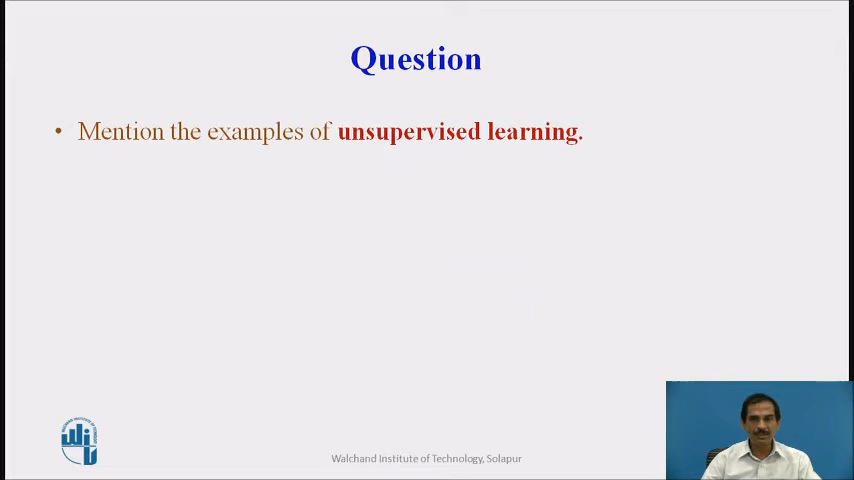 Question
• Mention the examples of unsupervised learning.
Walchand Institute of Technology, Solapur